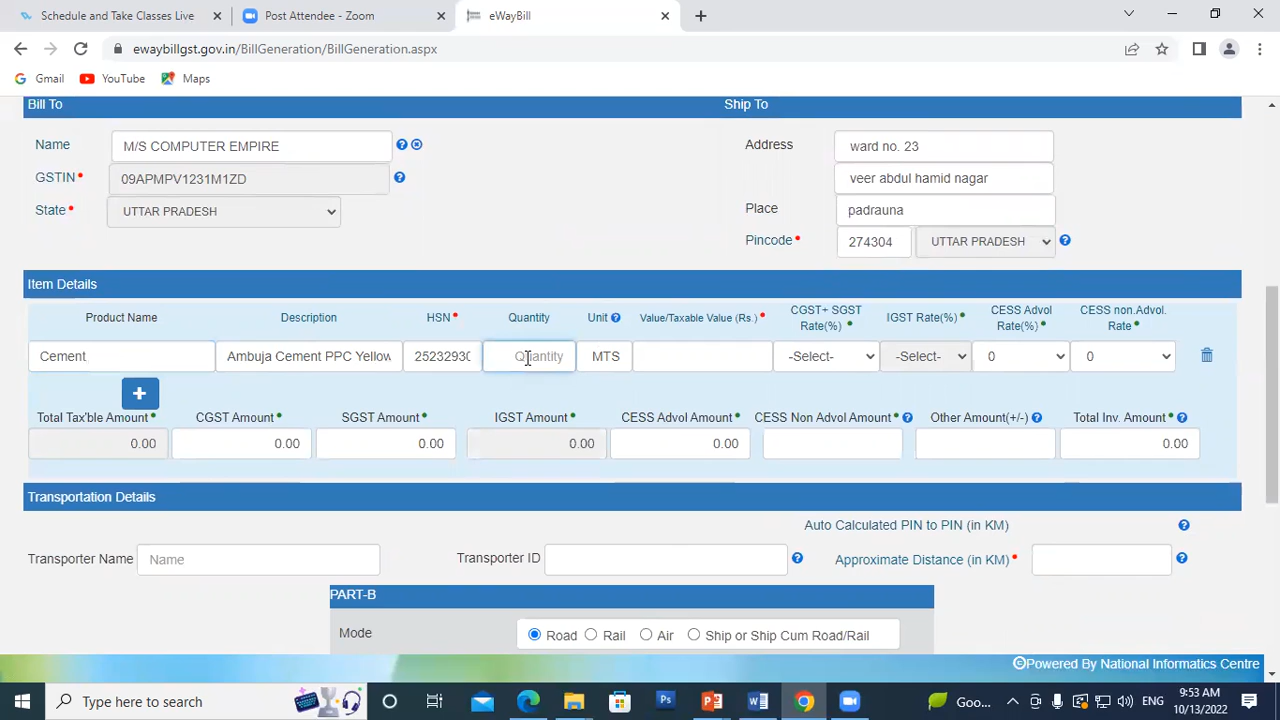 Schedule and Take Classes Live
Post Attendee - Zoom
eWayBill
ewaybillgst.gov.in/BillGeneration/BillGeneration.aspx
Gmail YouTube Maps
Bill To Ship To
Name M/S COMPUTER EMPIRE Address ward no. 23
GSTIN 09APMPV1231M1ZD veer abdul hamid nagar
State UTTAR PRADESH Place padrauna
Pincode 274304 UTTAR PRADESH
Item Details
Product Name Description HSN Quantity Unit Value/Taxable Value (Rs.) CGST+ SGST Rate(%) IGST Rate(%) CESS Advol Rate(%) CESS non.Advol. Rate
Cement Ambuja Cement PPC Yellow 25232930 Quantity MTS -Select- -Select- 0 0
Total Tax'ble Amount CGST Amount SGST Amount IGST Amount CESS Advol Amount CESS Non Advol Amount Other Amount(+/-) Total Inv. Amount
0.00 0.00 0.00 0.00 0.00 0.00
Transportation Details
Auto Calculated PIN to PIN (in KM)
Transporter Name Name Transporter ID Approximate Distance (in KM)
PART-B
Mode Road Rail Air Ship or Ship Cum Road/Rail
©Powered By National Informatics Centre
Type here to search
Goo... ENG 9:53 AM
10/13/2022